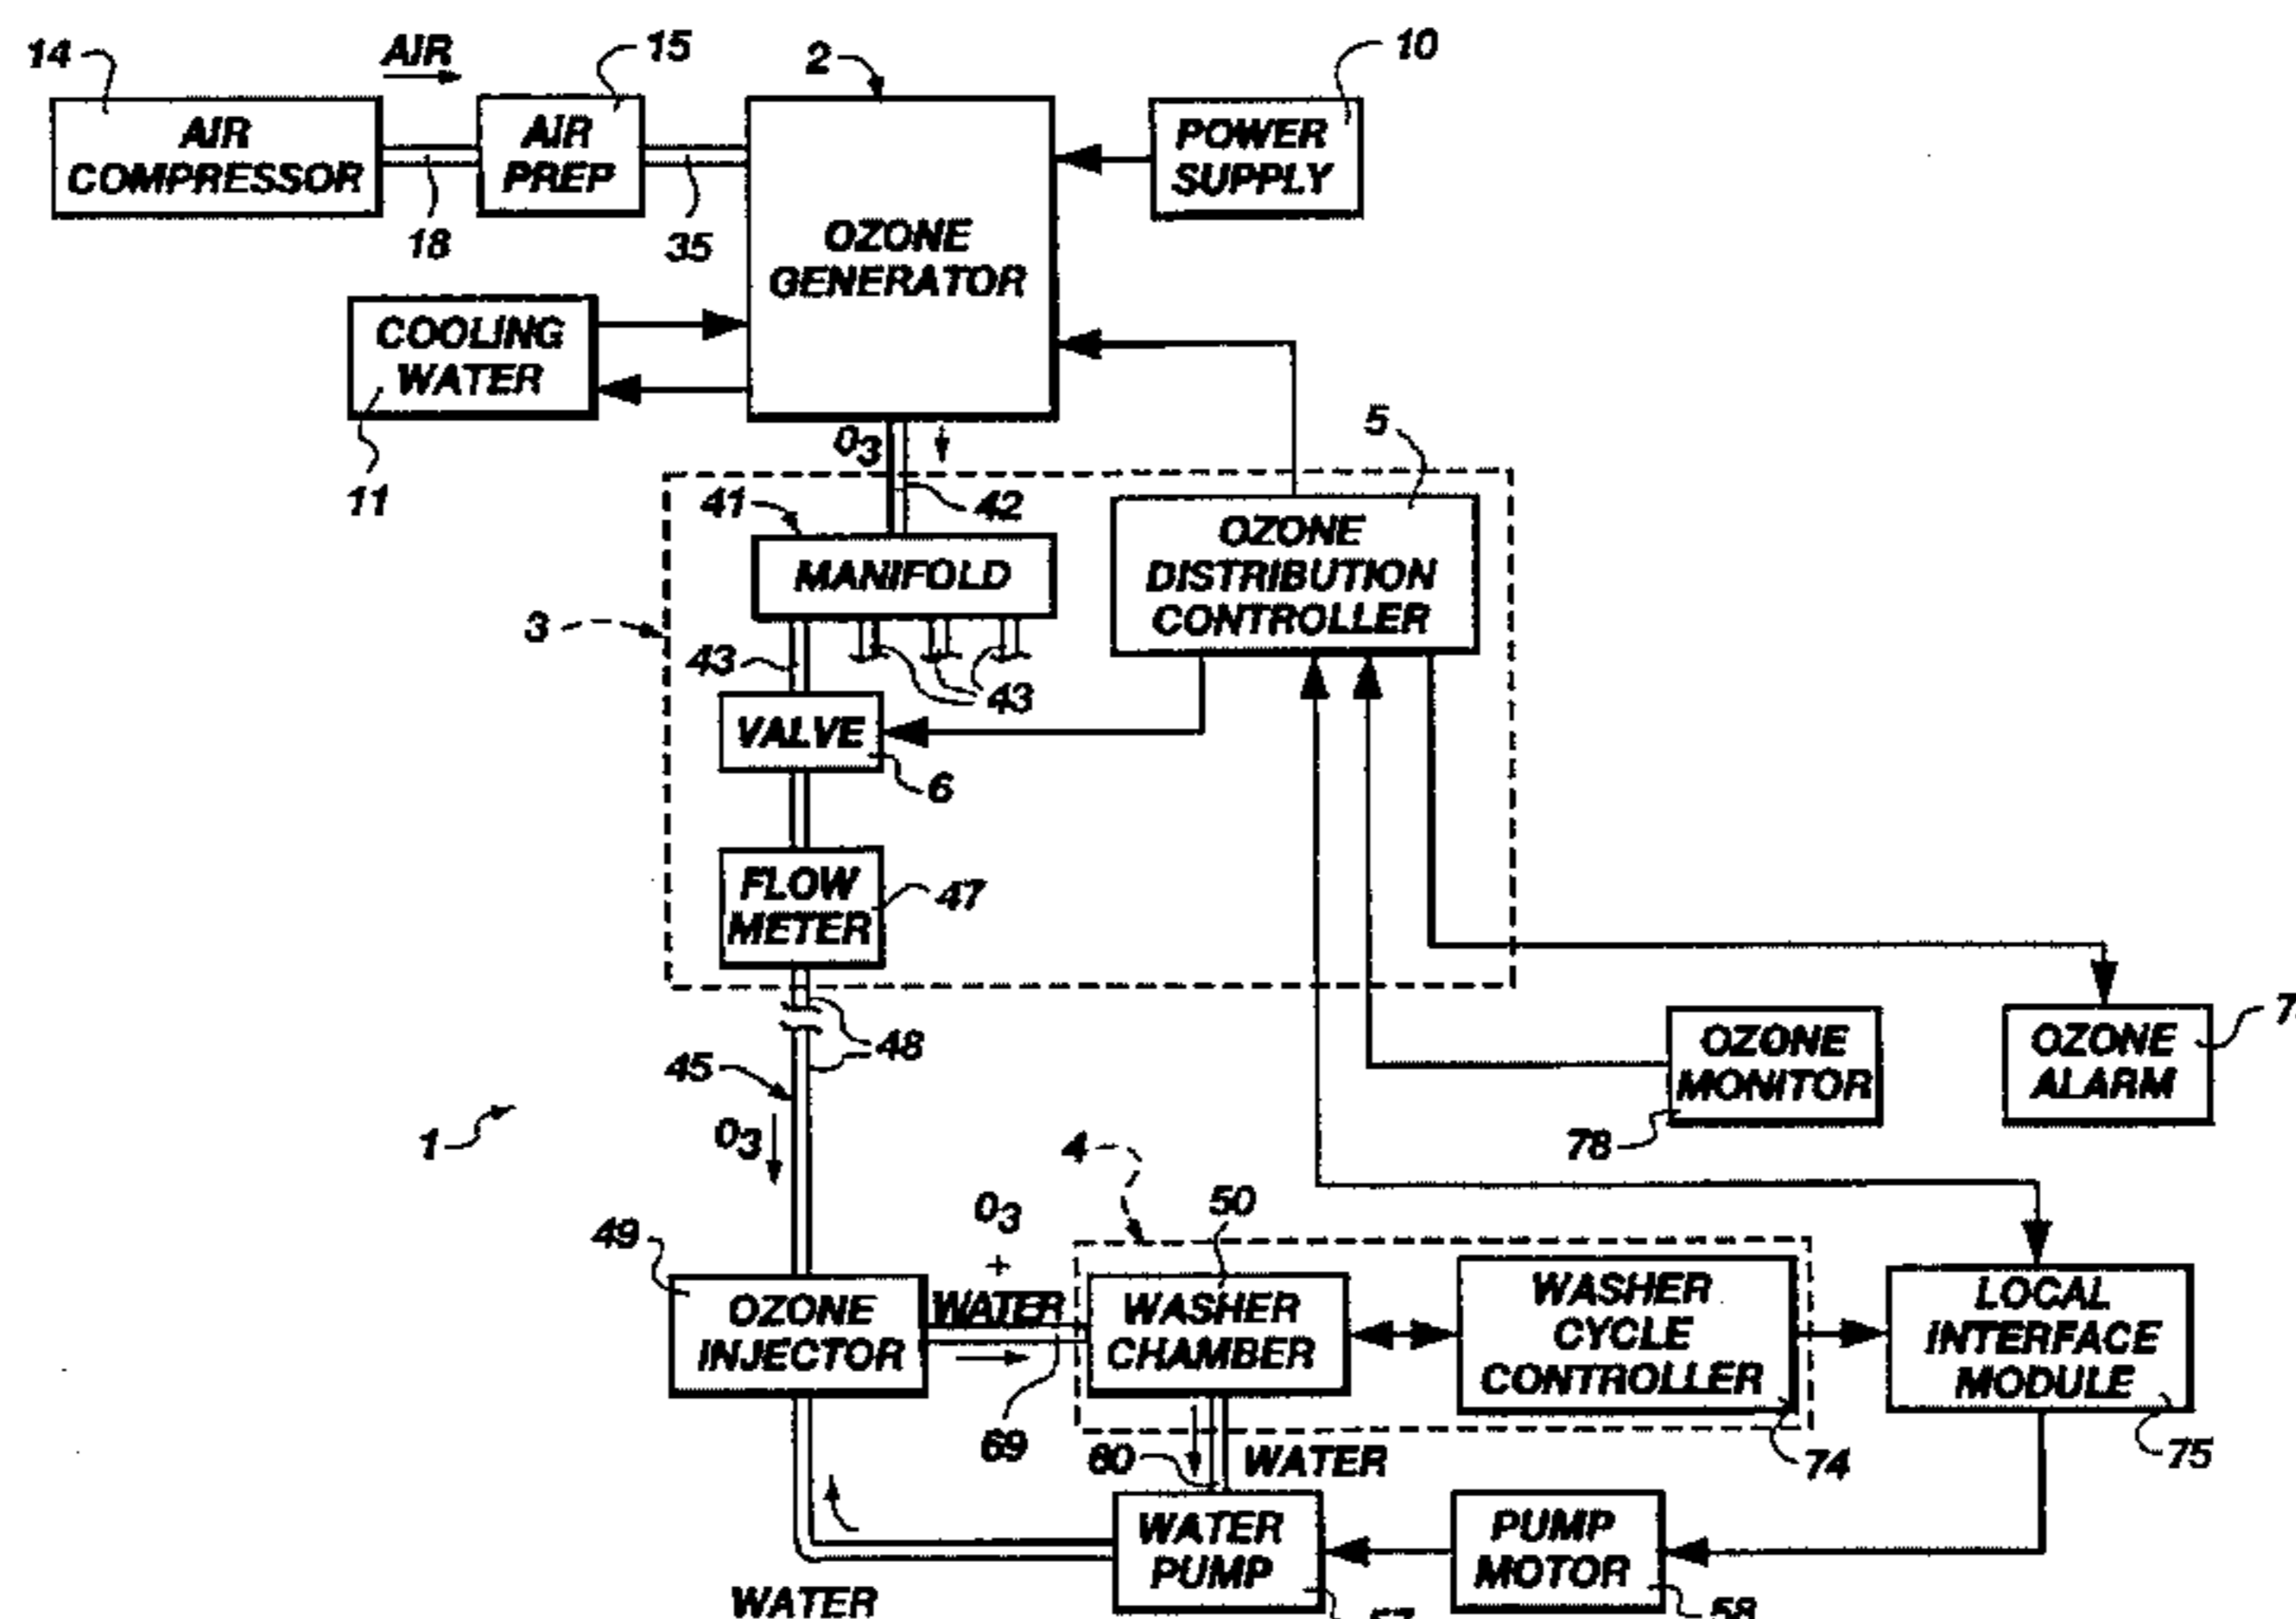 14
AIR
15
2
10
AIR
COMPRESSOR
AIR
PREP
POWER
SUPPLY
18
35
OZONE
GENERATOR
COOLING
WATER
11
O3
42
5
41
MANIFOLD
OZONE
DISTRIBUTION
CONTROLLER
3
43
43
VALVE
6
FLOW
METER
47
48
45
OZONE
MONITOR
78
OZONE
ALARM
1
O3
4
49
O3
+
WATER
50
OZONE
INJECTOR
WASHER
CHAMBER
WASHER
CYCLE
CONTROLLER
LOCAL
INTERFACE
MODULE
69
60
WATER
74
75
WATER
PUMP
PUMP
MOTOR
58
WATER